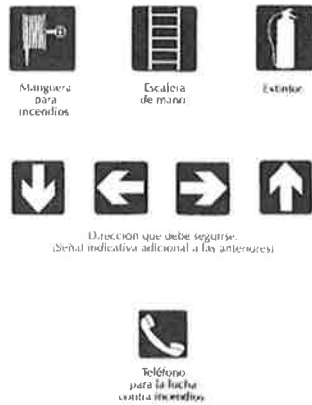 Manguera
para
incendios
Escalera
de mano
Extintor
Dirección que debe seguirse.
(Señal indicativa adicional a las anteriores)
Teléfono
para la lucha
contra incendios